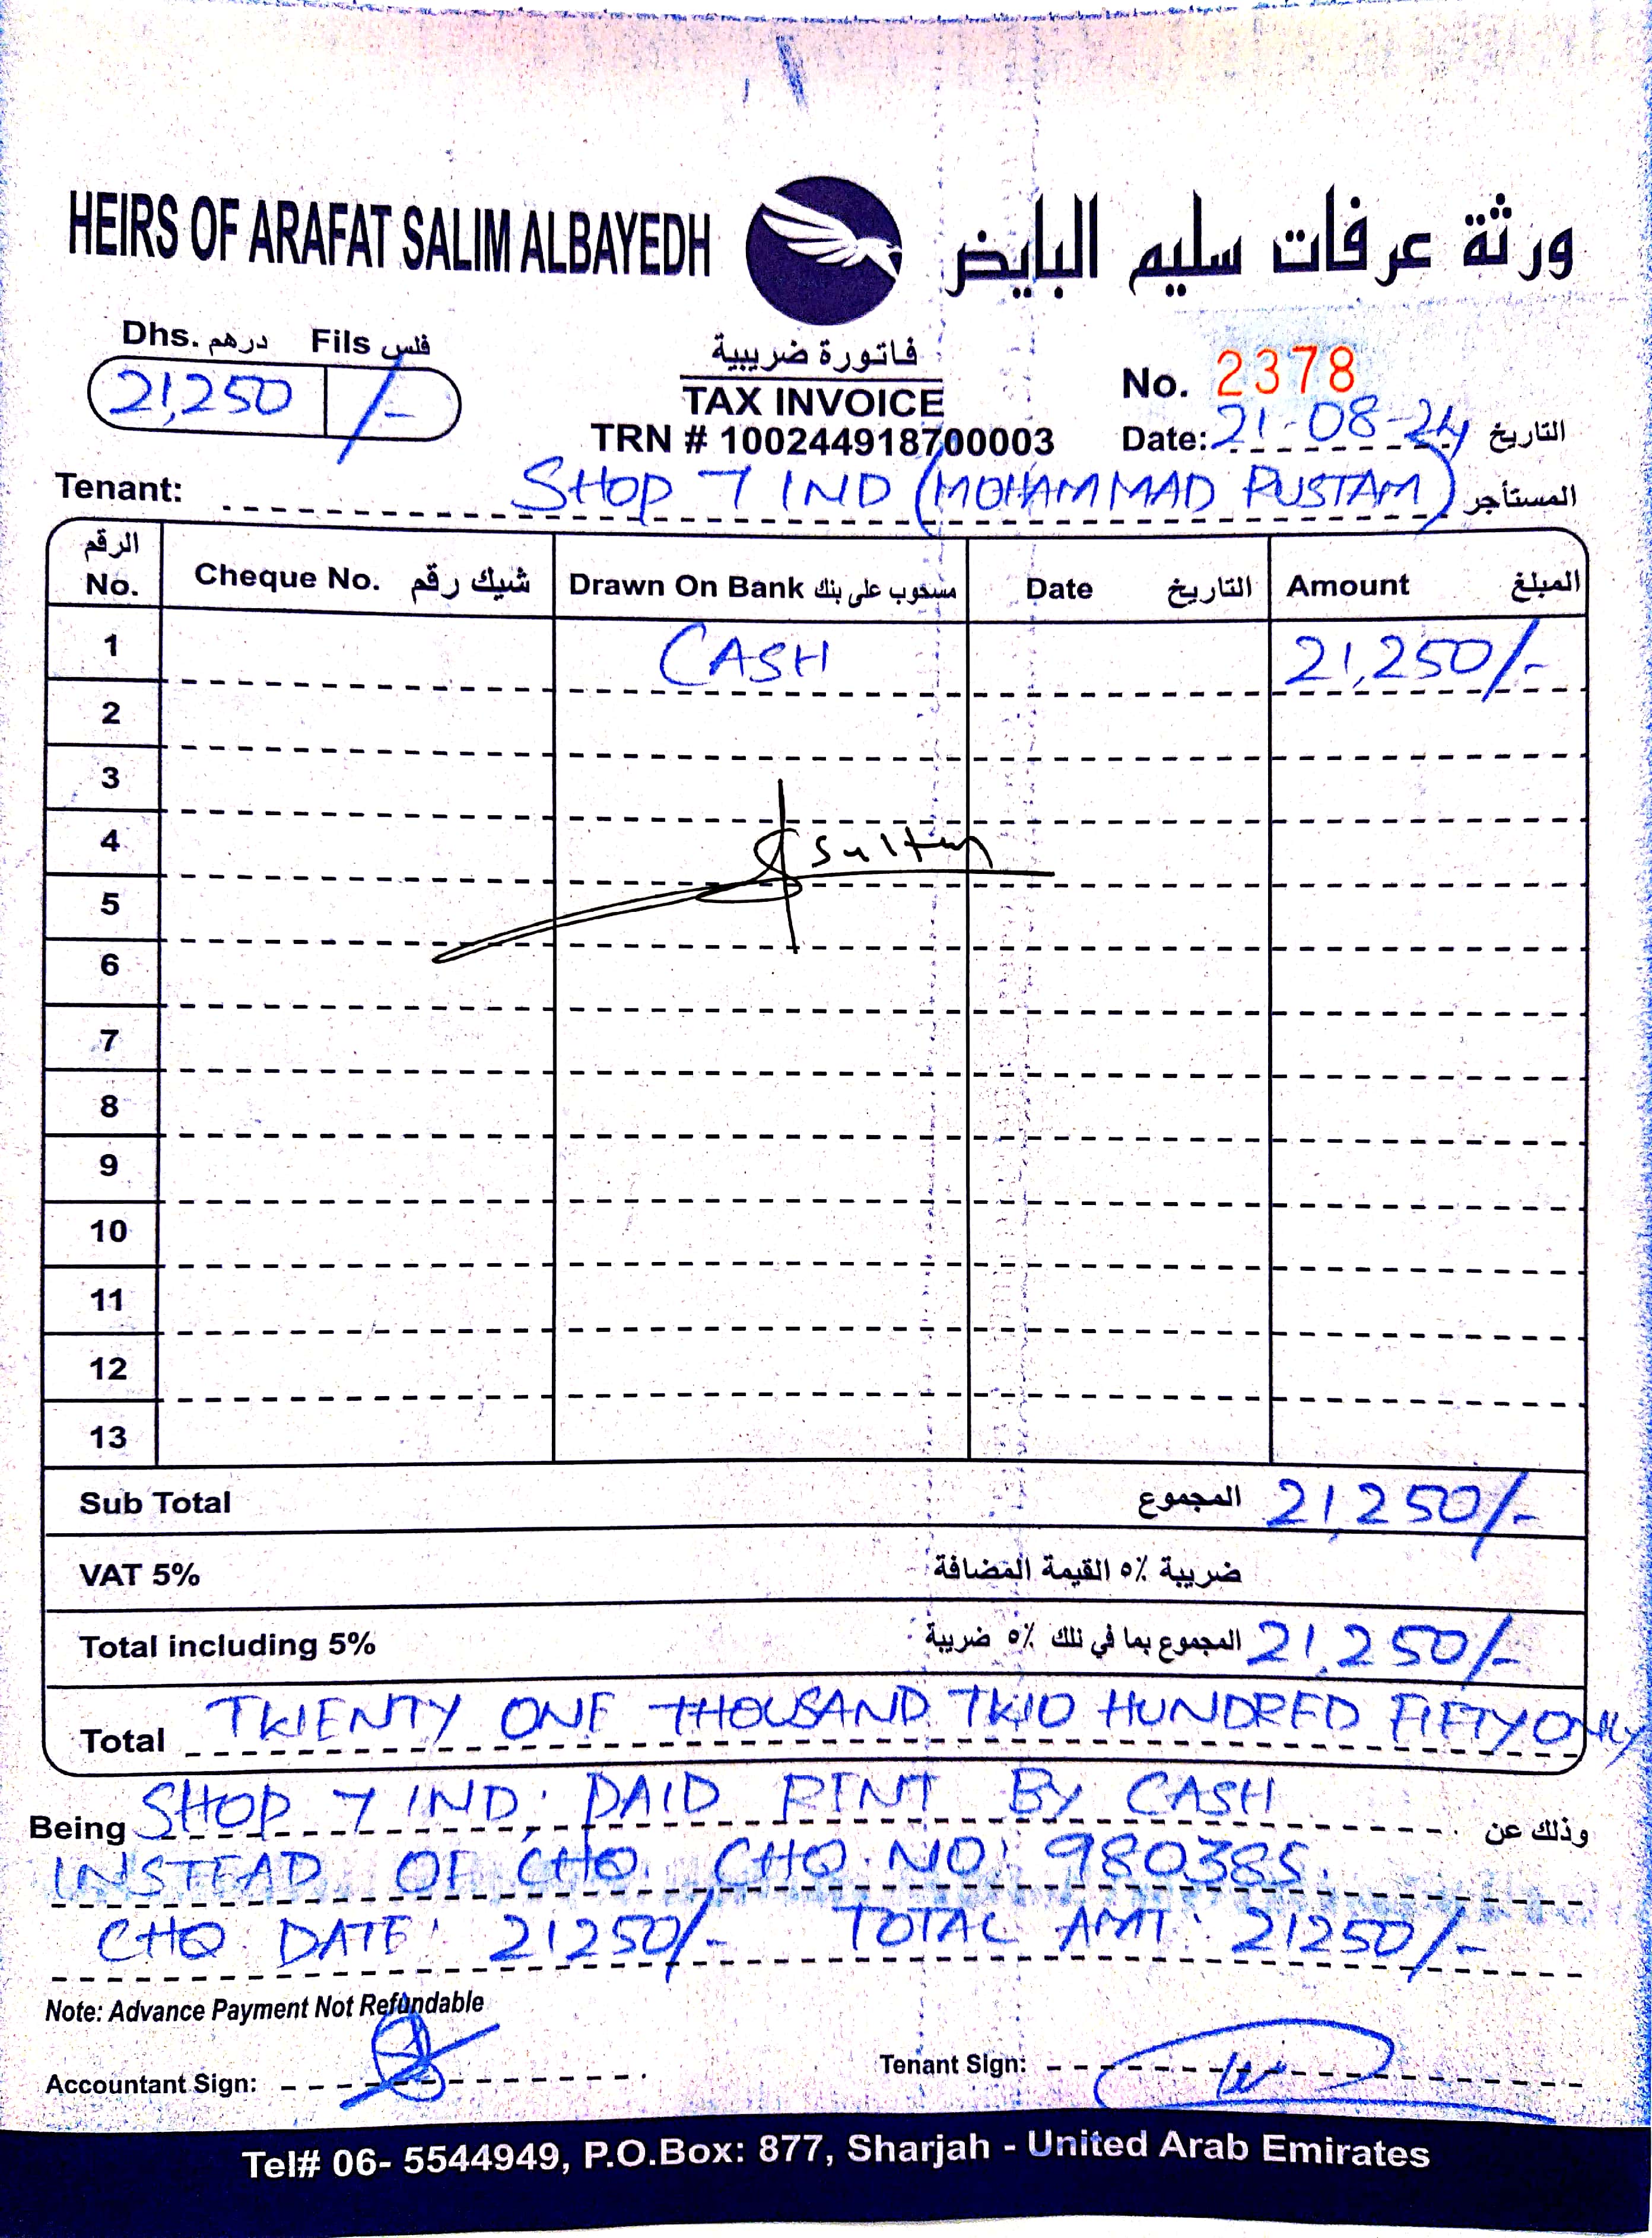 HEIRS OF ARAFAT SALIM ALBAYEDH ورثة عرفات سليم البايض
Dhs. درهم Fils فلس
21,250 /-
فاتورة ضريبية
TAX INVOICE
TRN # 100244918700003
No. 2378
Date: 21-08-24 التاريخ
Tenant: SHOP 7 IND (MOHAMMAD RUSTAM) المستأجر
الرقم No. Cheque No. شيك رقم Drawn On Bank مسحوب على بنك Date التاريخ Amount المبلغ
1 CASH 21,250/-
2
3
4 Sultan
5
6
7
8
9
10
11
12
13
Sub Total المجموع 21,250/-
VAT 5% ضريبة ٥٪ القيمة المضافة
Total including 5% المجموع بما في ذلك ٥٪ ضريبة 21,250/-
Total TWENTY ONE THOUSAND TWO HUNDRED FIFTY ONLY
Being SHOP 7 IND, PAID RENT BY CASH وذلك عن
INSTEAD OF CHQ. CHQ. NO: 980385.
CHQ DATE: 21250/- TOTAL AMT: 21250/-
Note: Advance Payment Not Refundable
Accountant Sign: Tenant Sign:
Tel# 06- 5544949, P.O.Box: 877, Sharjah - United Arab Emirates